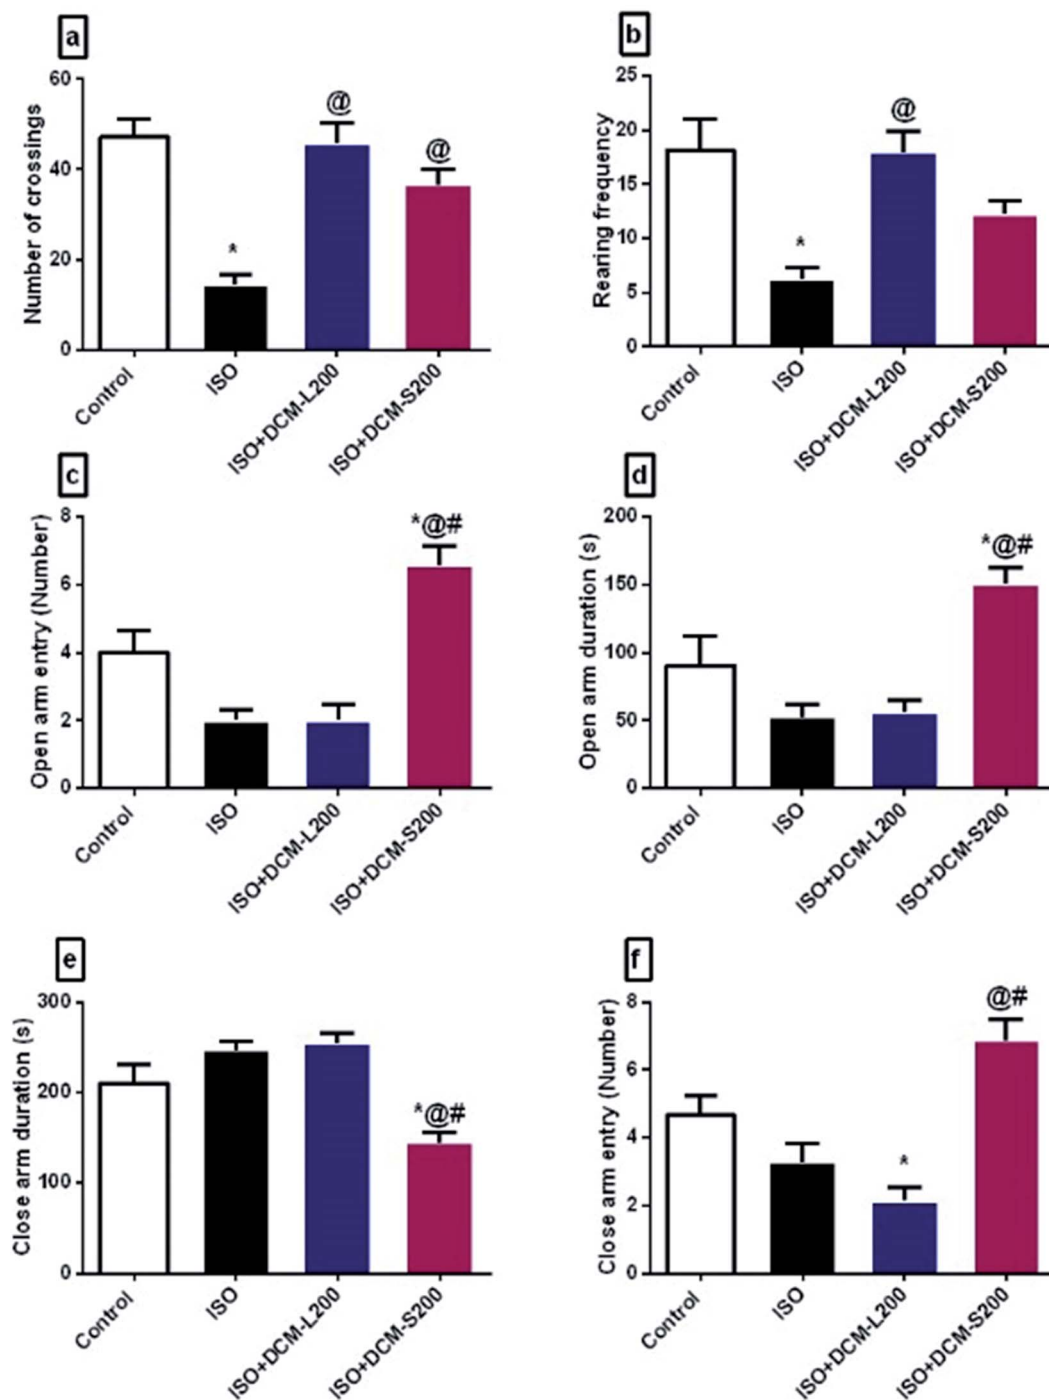 a
Number of crossings
60
40
20
0
*
@
@
Control
ISO
ISO+DCM-L200
ISO+DCM-S200
b
Rearing frequency
25
20
15
10
5
0
*
@
Control
ISO
ISO+DCM-L200
ISO+DCM-S200
c
Open arm entry (Number)
8
6
4
2
0
*@#
Control
ISO
ISO+DCM-L200
ISO+DCM-S200
d
Open arm duration (s)
200
150
100
50
0
*@#
Control
ISO
ISO+DCM-L200
ISO+DCM-S200
e
Close arm duration (s)
300
200
100
0
*@#
Control
ISO
ISO+DCM-L200
ISO+DCM-S200
f
Close arm entry (Number)
8
6
4
2
0
*
@#
Control
ISO
ISO+DCM-L200
ISO+DCM-S200